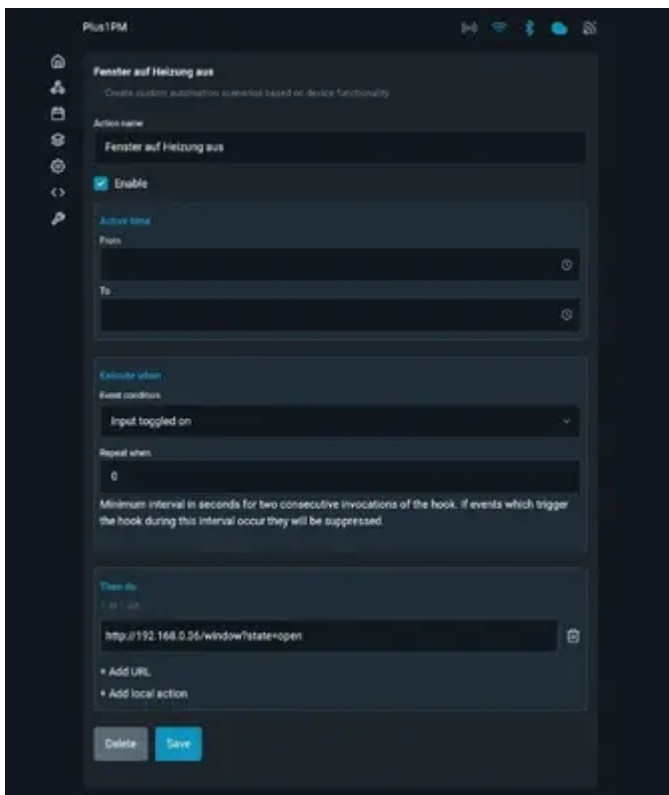 Plus1PM
Fenster auf Heizung aus
Create custom automation scenarios based on device functionality
Action name
Fenster auf Heizung aus
Enable
Active time
From
To
Execute when
Event condition
Input toggled on
Repeat when
0
Minimum interval in seconds for two consecutive invocations of the hook. If events which trigger
the hook during this interval occur they will be suppressed.
Then do
http://192.168.0.36/window?state=open
+ Add URL
+ Add local action
Delete
Save